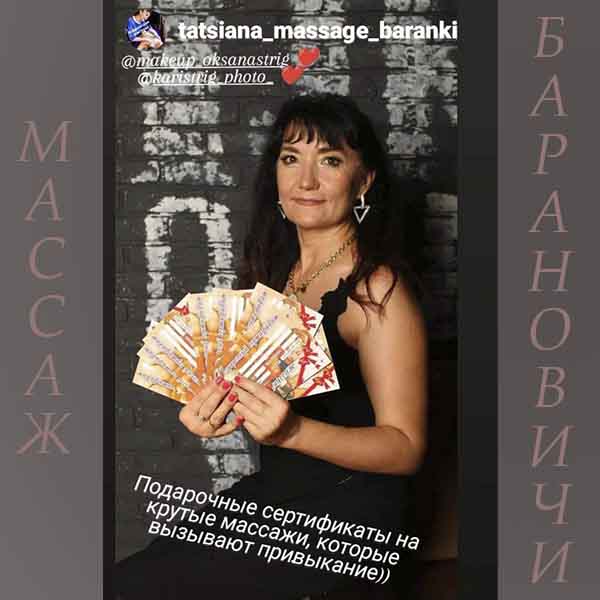 tatsiana_massage_baranki
@makeup_oksanastrig
@karistrig_photo_
МАССАЖ
БАРАНОВИЧИ
Подарочные сертификаты на
крутые массажи, которые
вызывают привыкание))